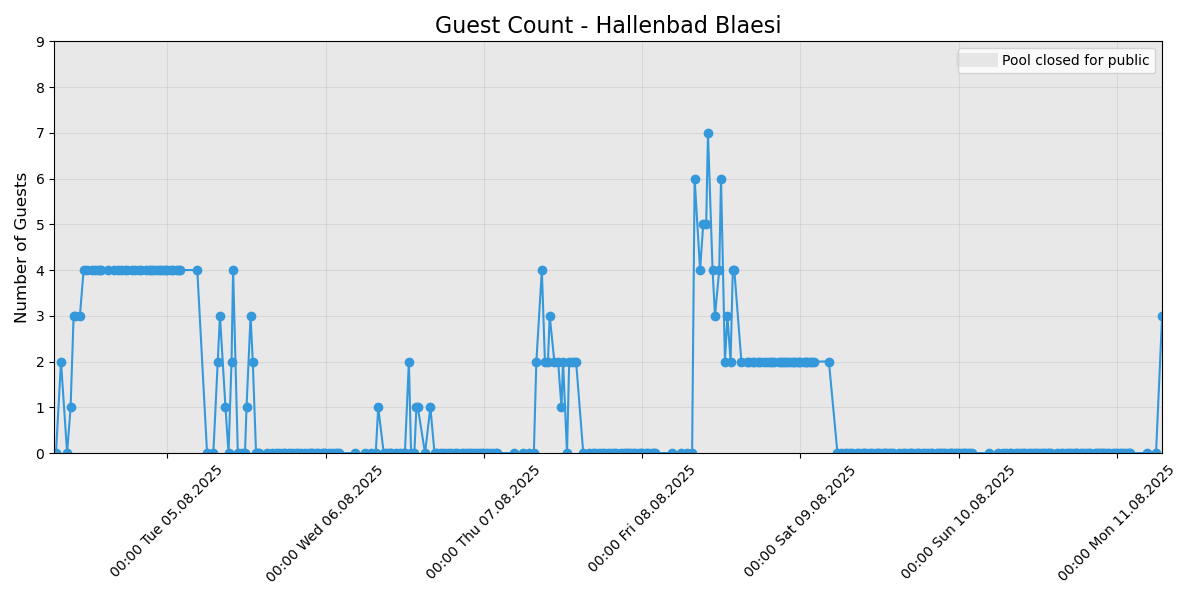 Guest Count - Hallenbad Blaesi
Pool closed for public
Number of Guests
9
8
7
6
5
4
3
2
1
0
00:00 Tue 05.08.2025
00:00 Wed 06.08.2025
00:00 Thu 07.08.2025
00:00 Fri 08.08.2025
00:00 Sat 09.08.2025
00:00 Sun 10.08.2025
00:00 Mon 11.08.2025